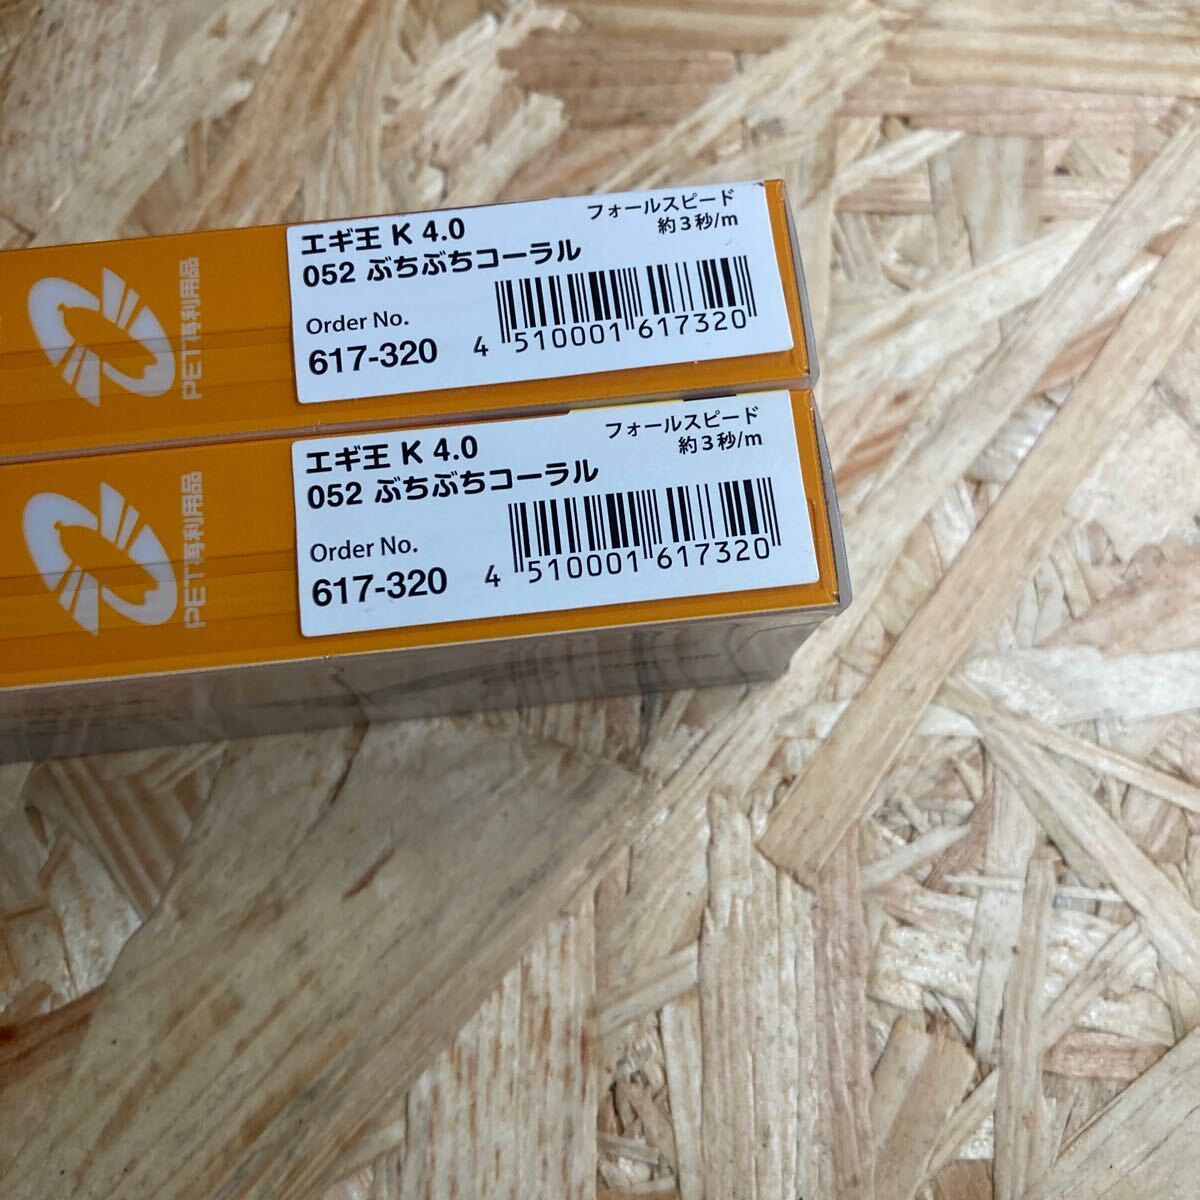 PET再利用品
エギ王 K 4.0
フォールスピード
約3秒/m
052 ぶちぶちコーラル
Order No.
617-320
4 510001 617320
PET再利用品
エギ王 K 4.0
フォールスピード
約3秒/m
052 ぶちぶちコーラル
Order No.
617-320
4 510001 617320